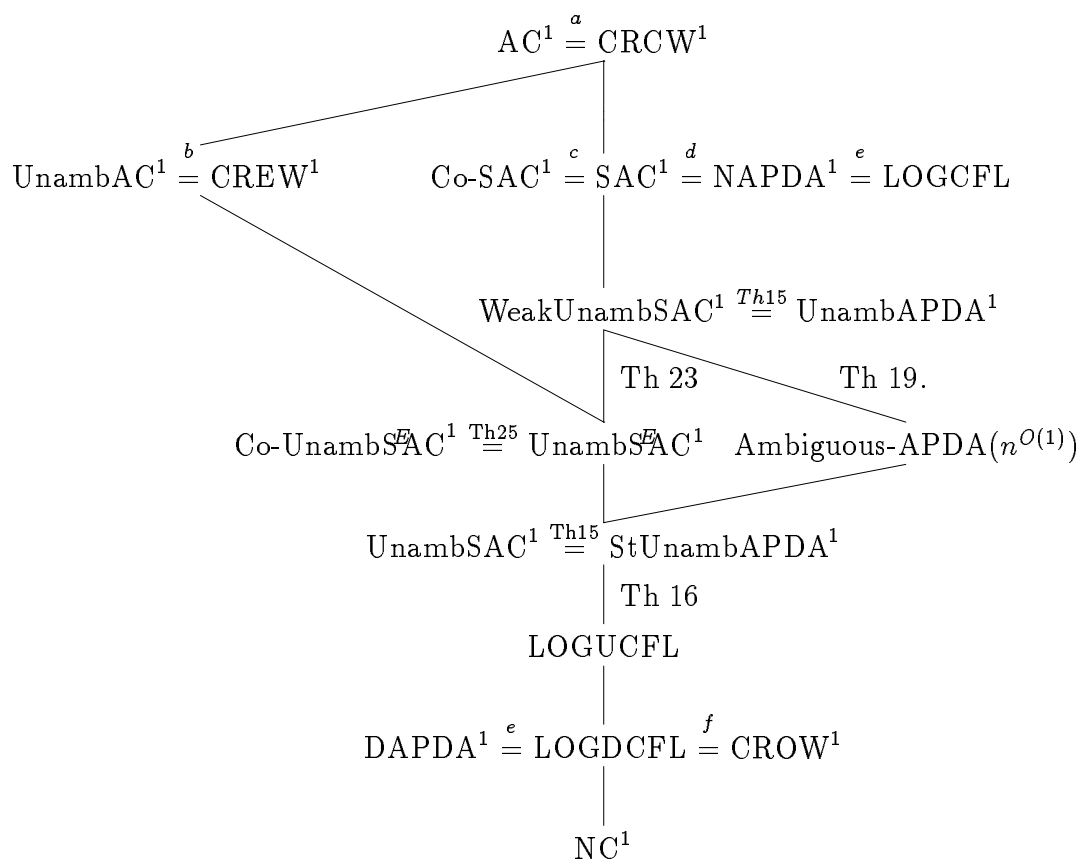 AC¹ =ᵃ CRCW¹
UnambAC¹ =ᵇ CREW¹
Co-SAC¹ =ᶜ SAC¹ =ᵈ NAPDA¹ =ᵉ LOGCFL
WeakUnambSAC¹ =ᵀʰ¹⁵ UnambAPDA¹
Th 23
Th 19.
Co-UnambSAC¹ =ᵀʰ²⁵ UnambSAC¹
Ambiguous-APDA(n^{O(1)})
UnambSAC¹ =ᵀʰ¹⁵ StUnambAPDA¹
Th 16
LOGUCFL
DAPDA¹ =ᵉ LOGDCFL =ᶠ CROW¹
NC¹